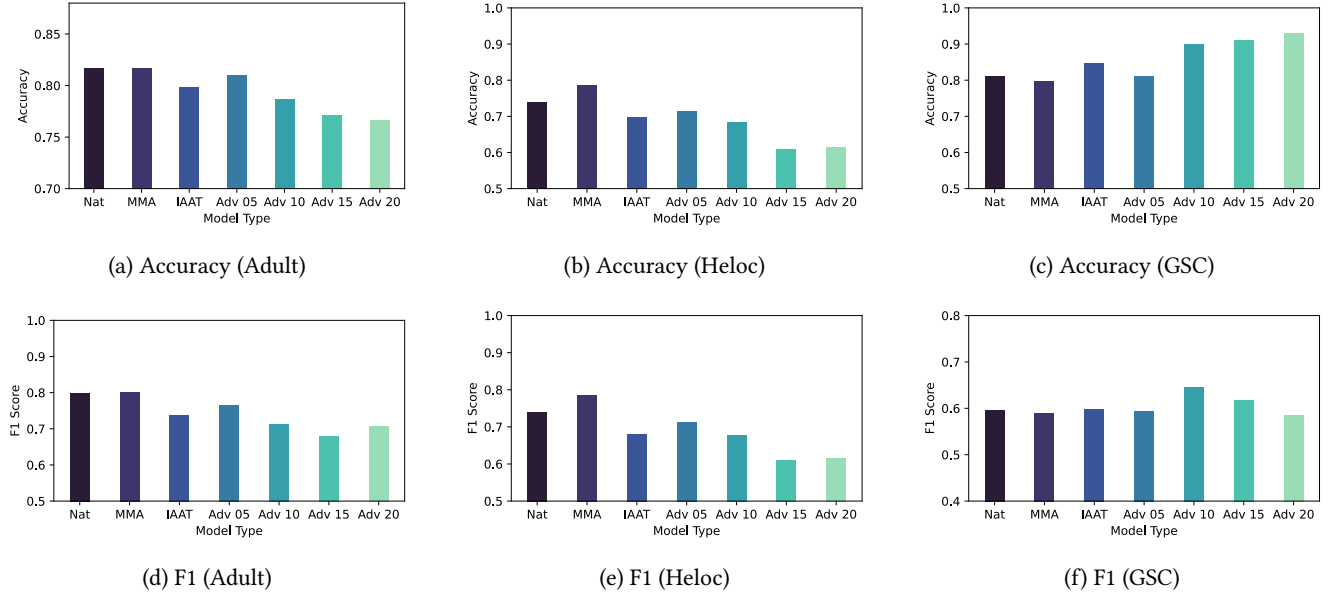 0.85
0.80
0.75
0.70
Accuracy
Nat MMA IAAT Adv 05 Adv 10 Adv 15 Adv 20
Model Type
(a) Accuracy (Adult)
1.0
0.9
0.8
0.7
0.6
0.5
Accuracy
Nat MMA IAAT Adv 05 Adv 10 Adv 15 Adv 20
Model Type
(b) Accuracy (Heloc)
1.0
0.9
0.8
0.7
0.6
0.5
Accuracy
Nat MMA IAAT Adv 05 Adv 10 Adv 15 Adv 20
Model Type
(c) Accuracy (GSC)
1.0
0.9
0.8
0.7
0.6
0.5
F1 Score
Nat MMA IAAT Adv 05 Adv 10 Adv 15 Adv 20
Model Type
(d) F1 (Adult)
1.0
0.9
0.8
0.7
0.6
0.5
F1 Score
Nat MMA IAAT Adv 05 Adv 10 Adv 15 Adv 20
Model Type
(e) F1 (Heloc)
0.8
0.7
0.6
0.5
0.4
F1 Score
Nat MMA IAAT Adv 05 Adv 10 Adv 15 Adv 20
Model Type
(f) F1 (GSC)